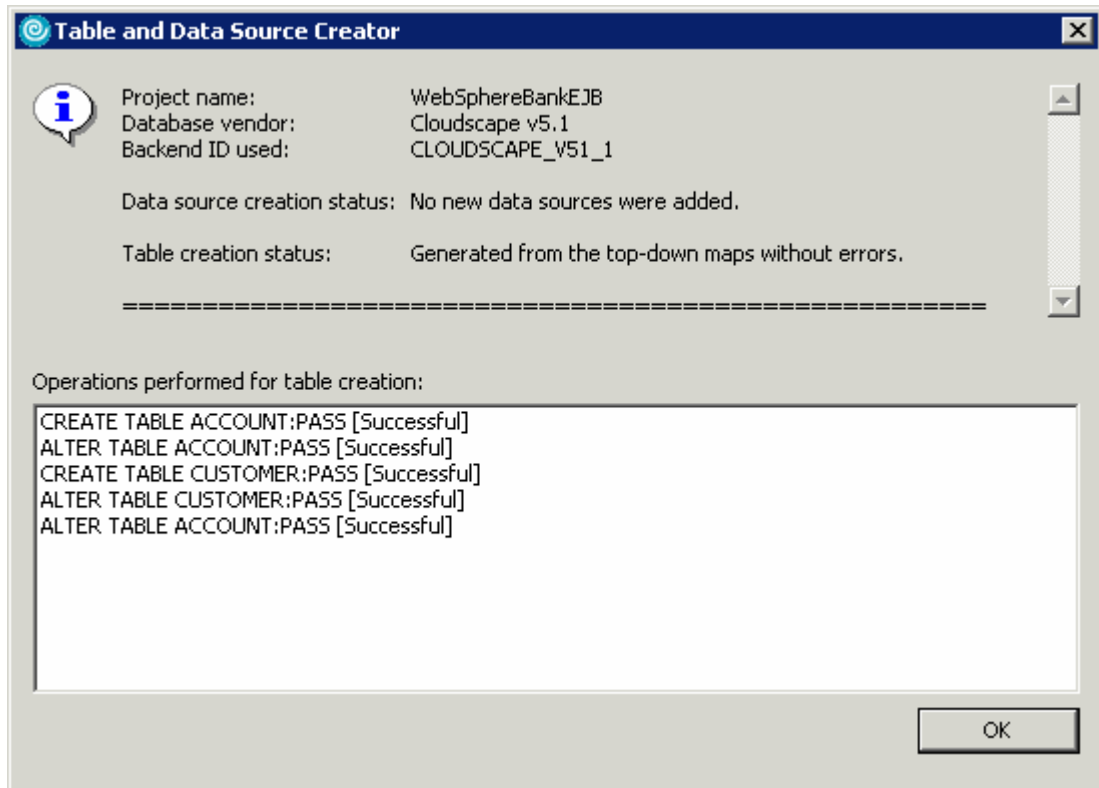 Table and Data Source Creator
Project name: WebSphereBankEJB
Database vendor: Cloudscape v5.1
Backend ID used: CLOUDSCAPE_V51_1
Data source creation status: No new data sources were added.
Table creation status: Generated from the top-down maps without errors.
======================================================
Operations performed for table creation:
CREATE TABLE ACCOUNT:PASS [Successful]
ALTER TABLE ACCOUNT:PASS [Successful]
CREATE TABLE CUSTOMER:PASS [Successful]
ALTER TABLE CUSTOMER:PASS [Successful]
ALTER TABLE ACCOUNT:PASS [Successful]
OK